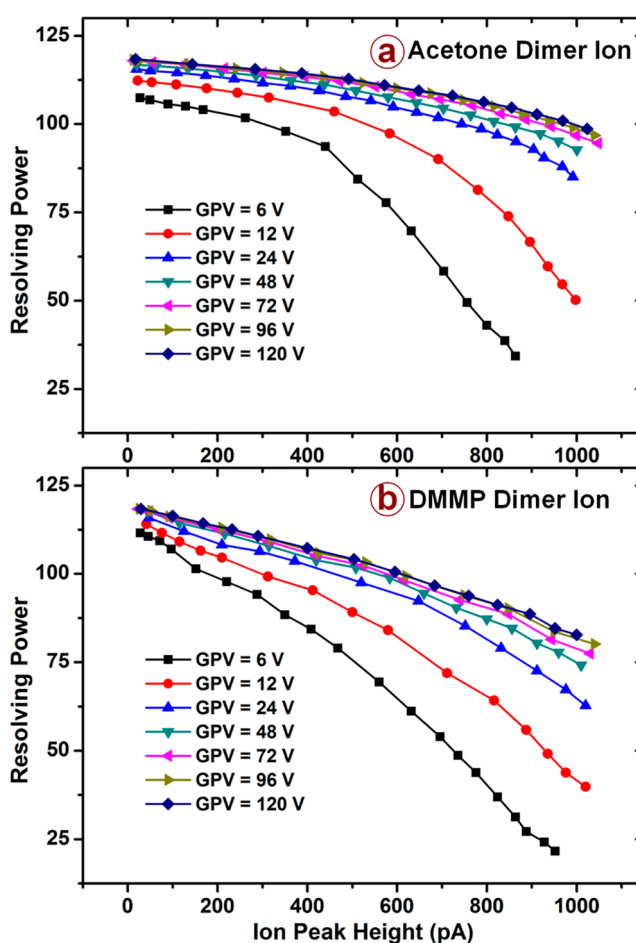 a Acetone Dimer Ion
Resolving Power
125
100
75
50
25
GPV = 6 V
GPV = 12 V
GPV = 24 V
GPV = 48 V
GPV = 72 V
GPV = 96 V
GPV = 120 V
0 200 400 600 800 1000
b DMMP Dimer Ion
Resolving Power
125
100
75
50
25
GPV = 6 V
GPV = 12 V
GPV = 24 V
GPV = 48 V
GPV = 72 V
GPV = 96 V
GPV = 120 V
0 200 400 600 800 1000
Ion Peak Height (pA)